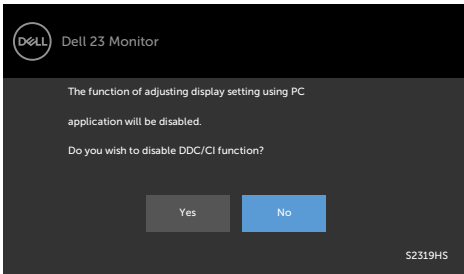 DELL
Dell 23 Monitor
The function of adjusting display setting using PC
application will be disabled.
Do you wish to disable DDC/CI function?
Yes No
S2319HS